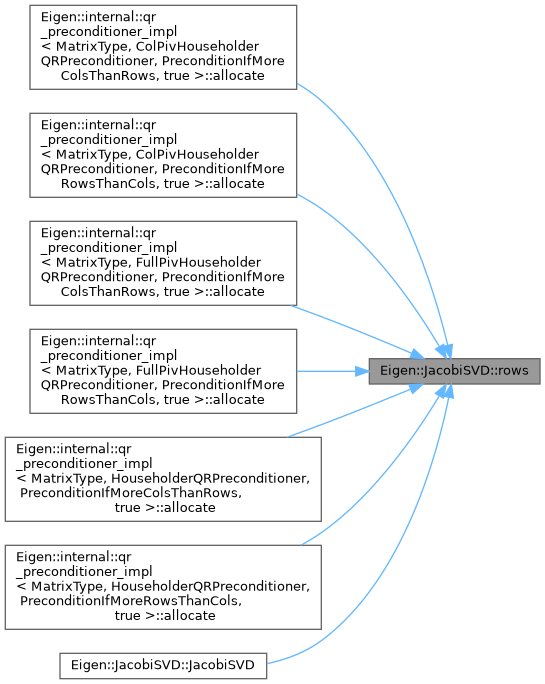 Eigen::internal::qr
_preconditioner_impl
< MatrixType, ColPivHouseholder
QRPreconditioner, PreconditionIfMore
ColsThanRows, true >::allocate
Eigen::internal::qr
_preconditioner_impl
< MatrixType, ColPivHouseholder
QRPreconditioner, PreconditionIfMore
RowsThanCols, true >::allocate
Eigen::internal::qr
_preconditioner_impl
< MatrixType, FullPivHouseholder
QRPreconditioner, PreconditionIfMore
ColsThanRows, true >::allocate
Eigen::internal::qr
_preconditioner_impl
< MatrixType, FullPivHouseholder
QRPreconditioner, PreconditionIfMore
RowsThanCols, true >::allocate
Eigen::JacobiSVD::rows
Eigen::internal::qr
_preconditioner_impl
< MatrixType, HouseholderQRPreconditioner,
PreconditionIfMoreColsThanRows,
true >::allocate
Eigen::internal::qr
_preconditioner_impl
< MatrixType, HouseholderQRPreconditioner,
PreconditionIfMoreRowsThanCols,
true >::allocate
Eigen::JacobiSVD::JacobiSVD